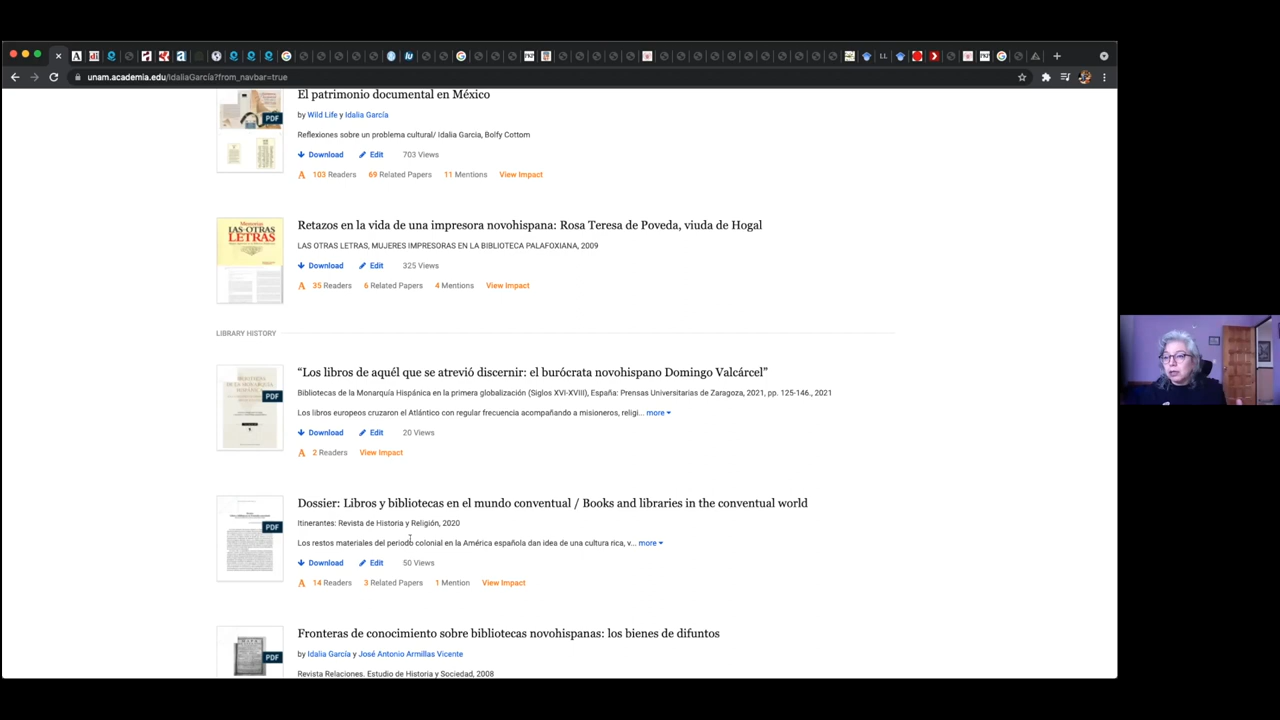 unam.academia.edu/IdaliaGarcía?from_navbar=true
El patrimonio documental en México
by Wild Life y Idalia García
PDF
Reflexiones sobre un problema cultural/ Idalia Garcia, Bolfy Cottom
Download Edit 703 Views
103 Readers 69 Related Papers 11 Mentions View Impact
Retazos en la vida de una impresora novohispana: Rosa Teresa de Poveda, viuda de Hogal
Memorias
LAS OTRAS
LETRAS
LAS OTRAS LETRAS, MUJERES IMPRESORAS EN LA BIBLIOTECA PALAFOXIANA, 2009
Download Edit 325 Views
35 Readers 6 Related Papers 4 Mentions View Impact
LIBRARY HISTORY
“Los libros de aquél que se atrevió discernir: el burócrata novohispano Domingo Valcárcel”
PDF
Bibliotecas de la Monarquía Hispánica en la primera globalización (Siglos XVI-XVIII), España: Prensas Universitarias de Zaragoza, 2021, pp. 125-146., 2021
Los libros europeos cruzaron el Atlántico con regular frecuencia acompañando a misioneros, religi... more
Download Edit 20 Views
2 Readers View Impact
Dossier: Libros y bibliotecas en el mundo conventual / Books and libraries in the conventual world
PDF
Itinerantes: Revista de Historia y Religión, 2020
Los restos materiales del periodo colonial en la América española dan idea de una cultura rica, v... more
Download Edit 50 Views
14 Readers 3 Related Papers 1 Mention View Impact
Fronteras de conocimiento sobre bibliotecas novohispanas: los bienes de difuntos
PDF
by Idalia García y José Antonio Armillas Vicente
Revista Relaciones. Estudio de Historia y Sociedad, 2008